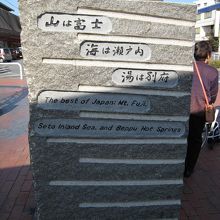 山は富士
海は瀬戸内
湯は別府
The best of Japan: Mt. Fuji,
Seto Inland Sea, and Beppu Hot Springs